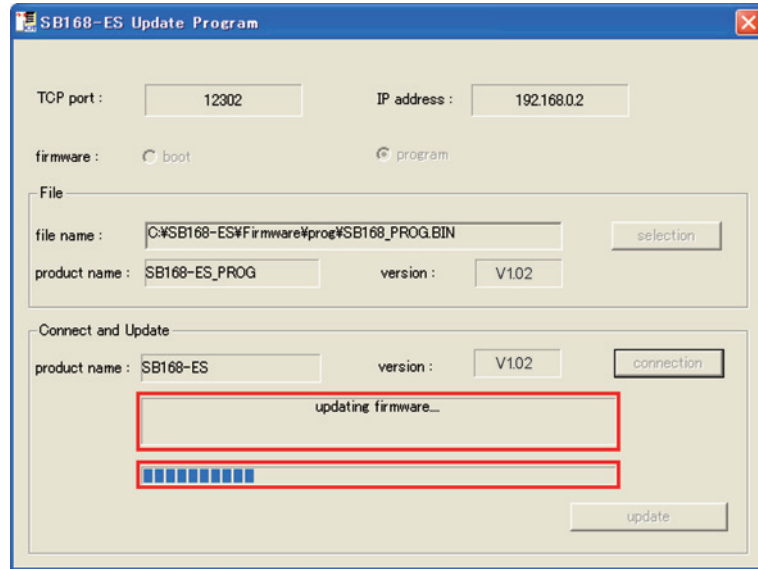 SB168-ES Update Program
TCP port : 12302 IP address : 192.168.0.2
firmware : boot program
File
file name : C:¥SB168-ES¥Firmware¥prog¥SB168_PROG.BIN selection
product name : SB168-ES_PROG version : V1.02
Connect and Update
product name : SB168-ES version : V1.02 connection
updating firmware....
update